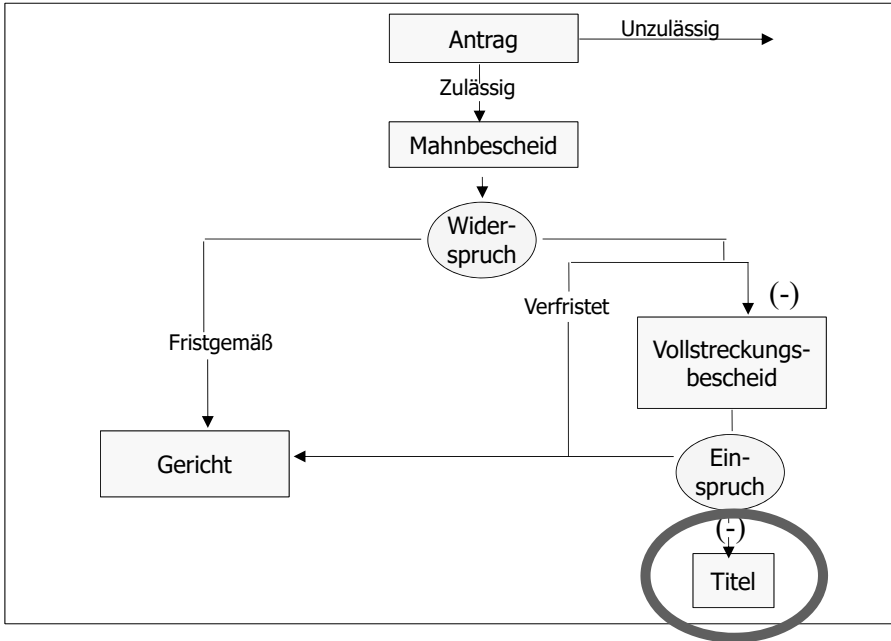 Antrag
Unzulässig
Zulässig
Mahnbescheid
Wider-
spruch
(-)
Verfristet
Fristgemäß
Vollstreckungs-
bescheid
Gericht
Ein-
spruch
(-)
Titel